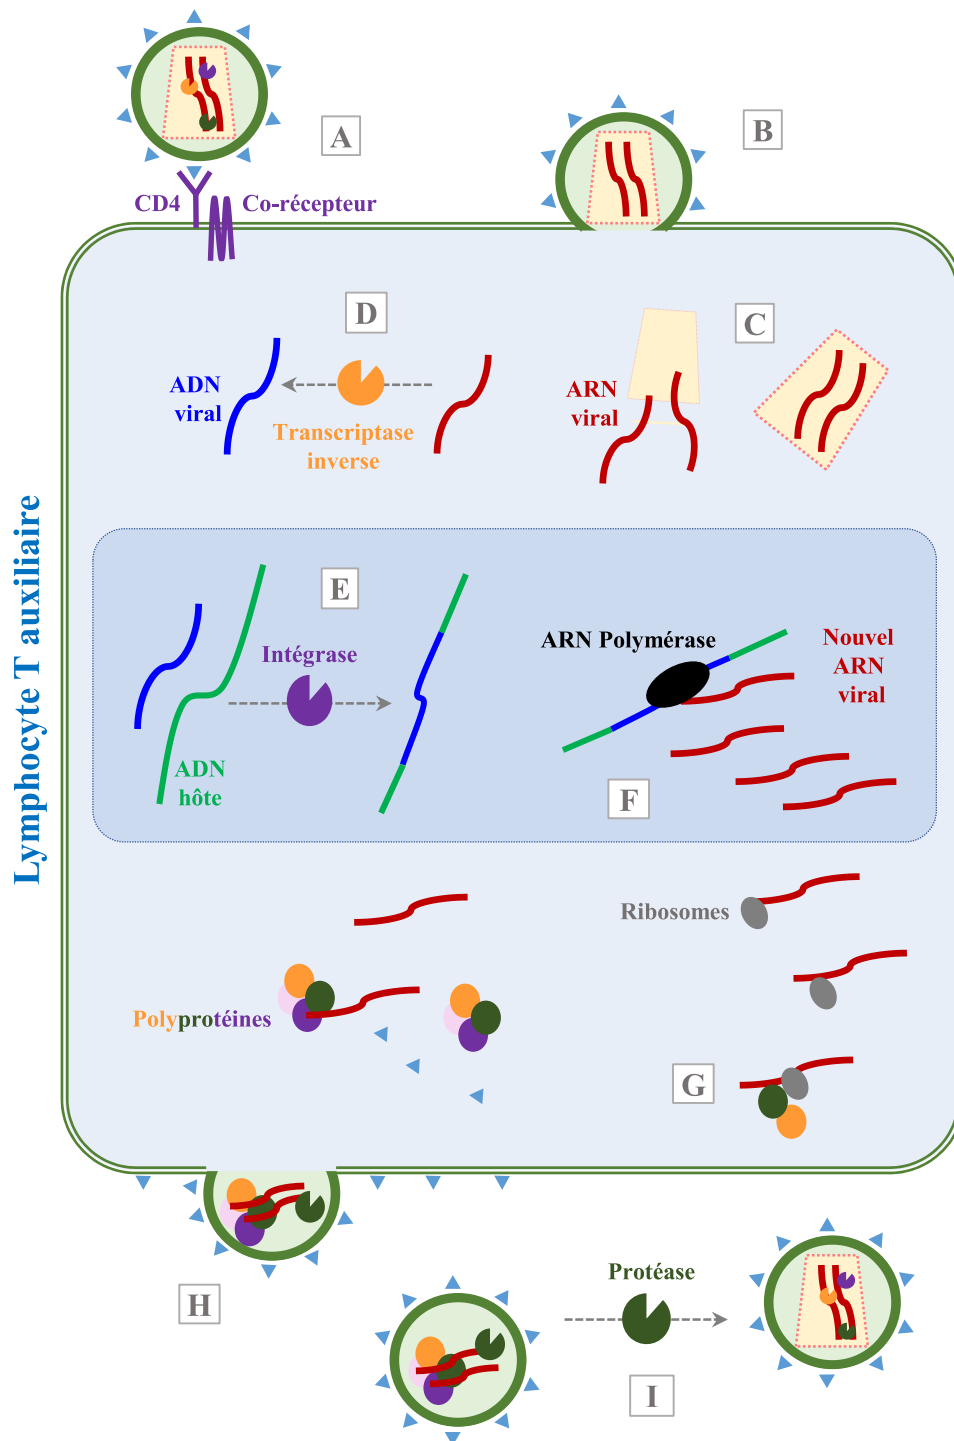 A
B
CD4
Co-récepteur
D
C
ADN
viral
Transcriptase
inverse
ARN
viral
Lymphocyte T auxiliaire
E
Intégrase
ADN
hôte
ARN Polymérase
Nouvel
ARN
viral
F
Ribosomes
Polyprotéines
G
H
Protéase
I